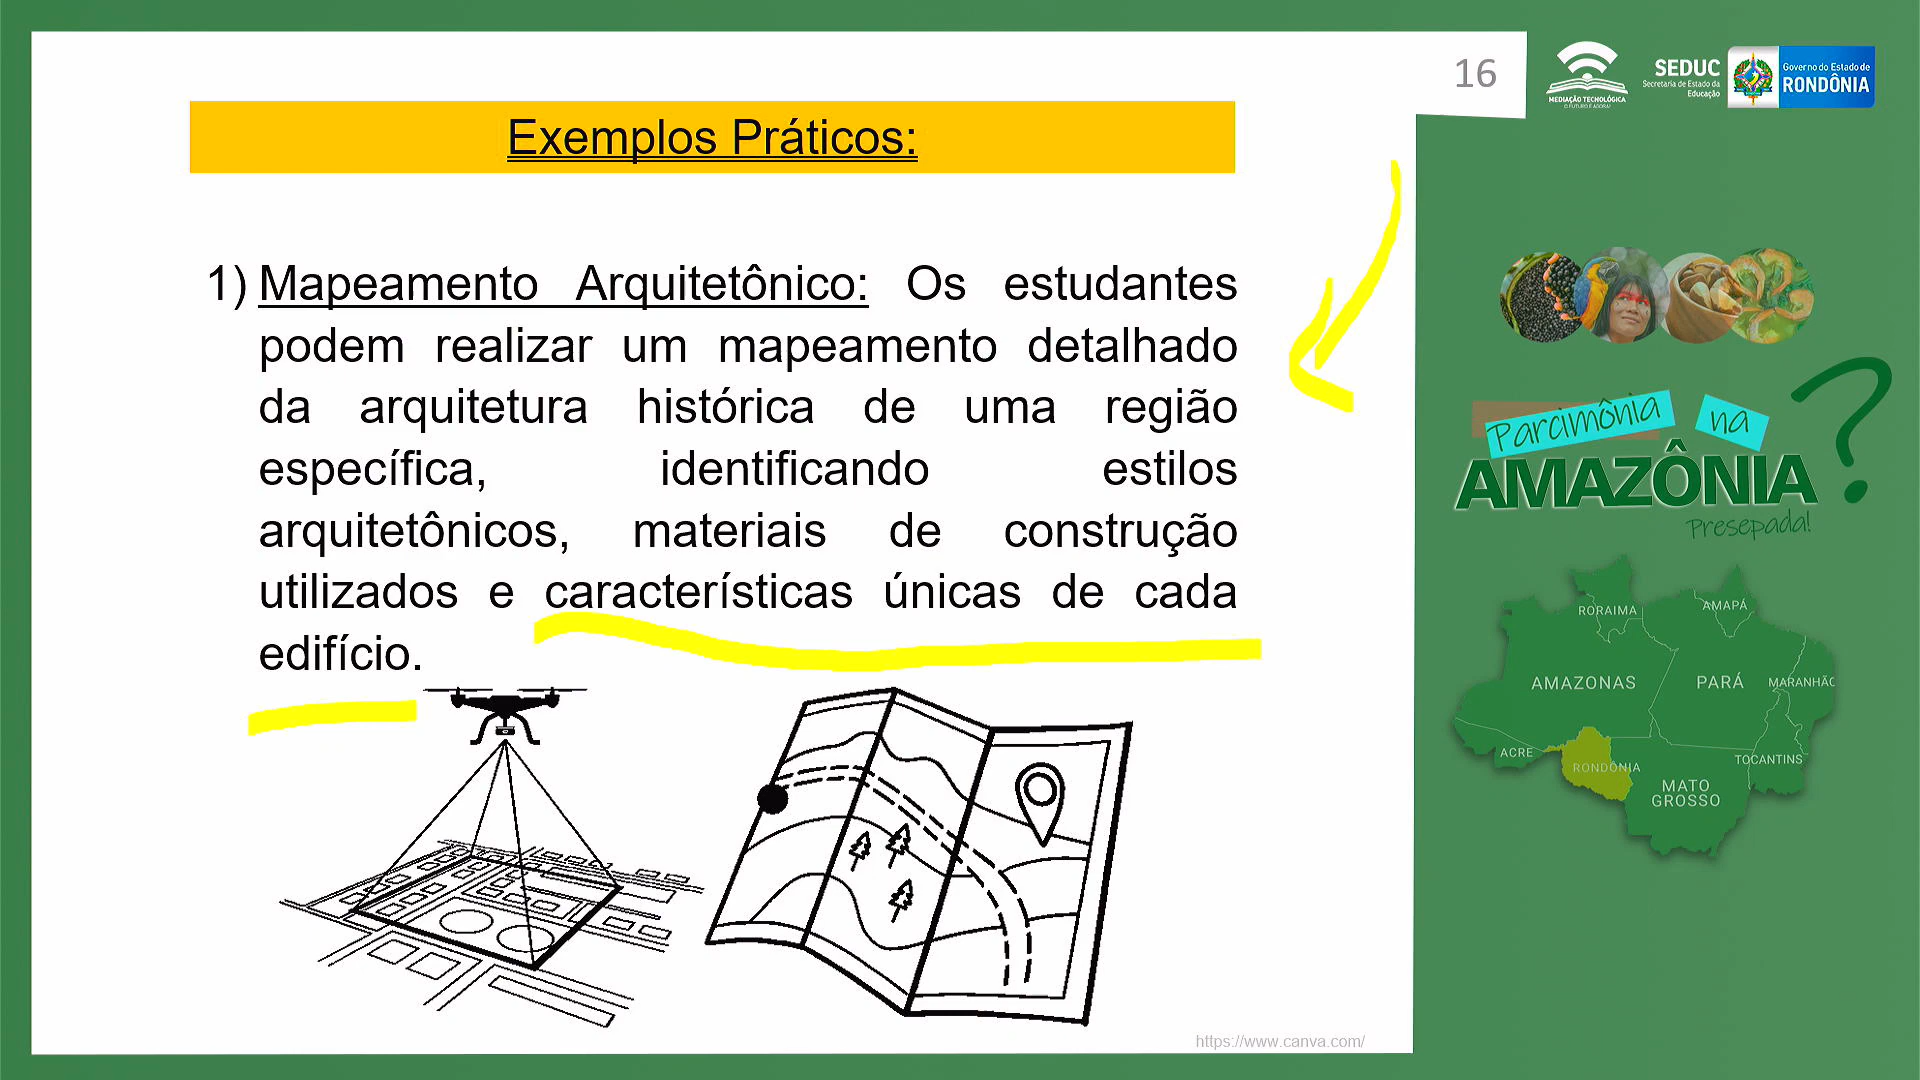 16
MEDIAÇÃO TECNOLÓGICA
O FUTURO É AGORA!
SEDUC
Secretaria de Estado da
Educação
Governo do Estado de
RONDÔNIA
Exemplos Práticos:
1) Mapeamento Arquitetônico: Os estudantes
podem realizar um mapeamento detalhado
da arquitetura histórica de uma região
específica, identificando estilos
arquitetônicos, materiais de construção
utilizados e características únicas de cada
edifício.
https://www.canva.com/
Parcimônia na
AMAZÔNIA?
Presepada!
RORAIMA
AMAPÁ
AMAZONAS
PARÁ
MARANHÃO
ACRE
RONDÔNIA
TOCANTINS
MATO
GROSSO